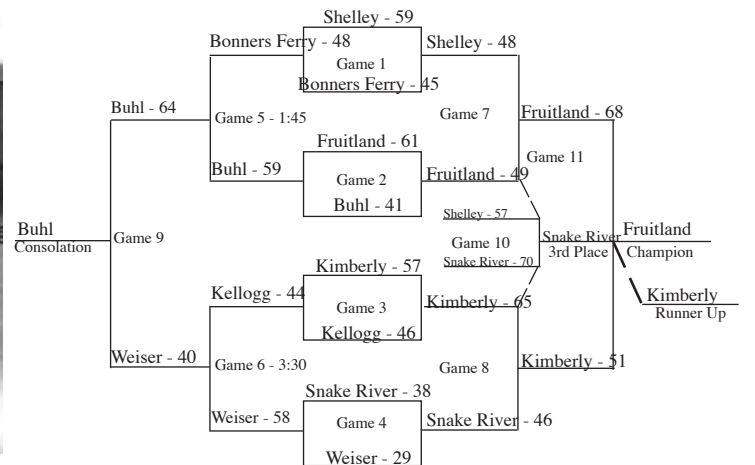 Shelley - 59
Bonners Ferry - 48
Shelley - 48
Game 1
Bonners Ferry - 45
Buhl - 64
Game 5 - 1:45
Game 7
Fruitland - 68
Fruitland - 61
Game 11
Buhl - 59
Game 2
Fruitland - 49
Buhl - 41
Shelley - 57
Buhl
Consolation
Game 9
Game 10
Snake River
3rd Place
Fruitland
Champion
Snake River - 70
Kimberly - 57
Kellogg - 44
Game 3
Kimberly - 65
Kimberly
Runner Up
Kellogg - 46
Weiser - 40
Game 6 - 3:30
Game 8
Kimberly - 51
Snake River - 38
Weiser - 58
Game 4
Snake River - 46
Weiser - 29